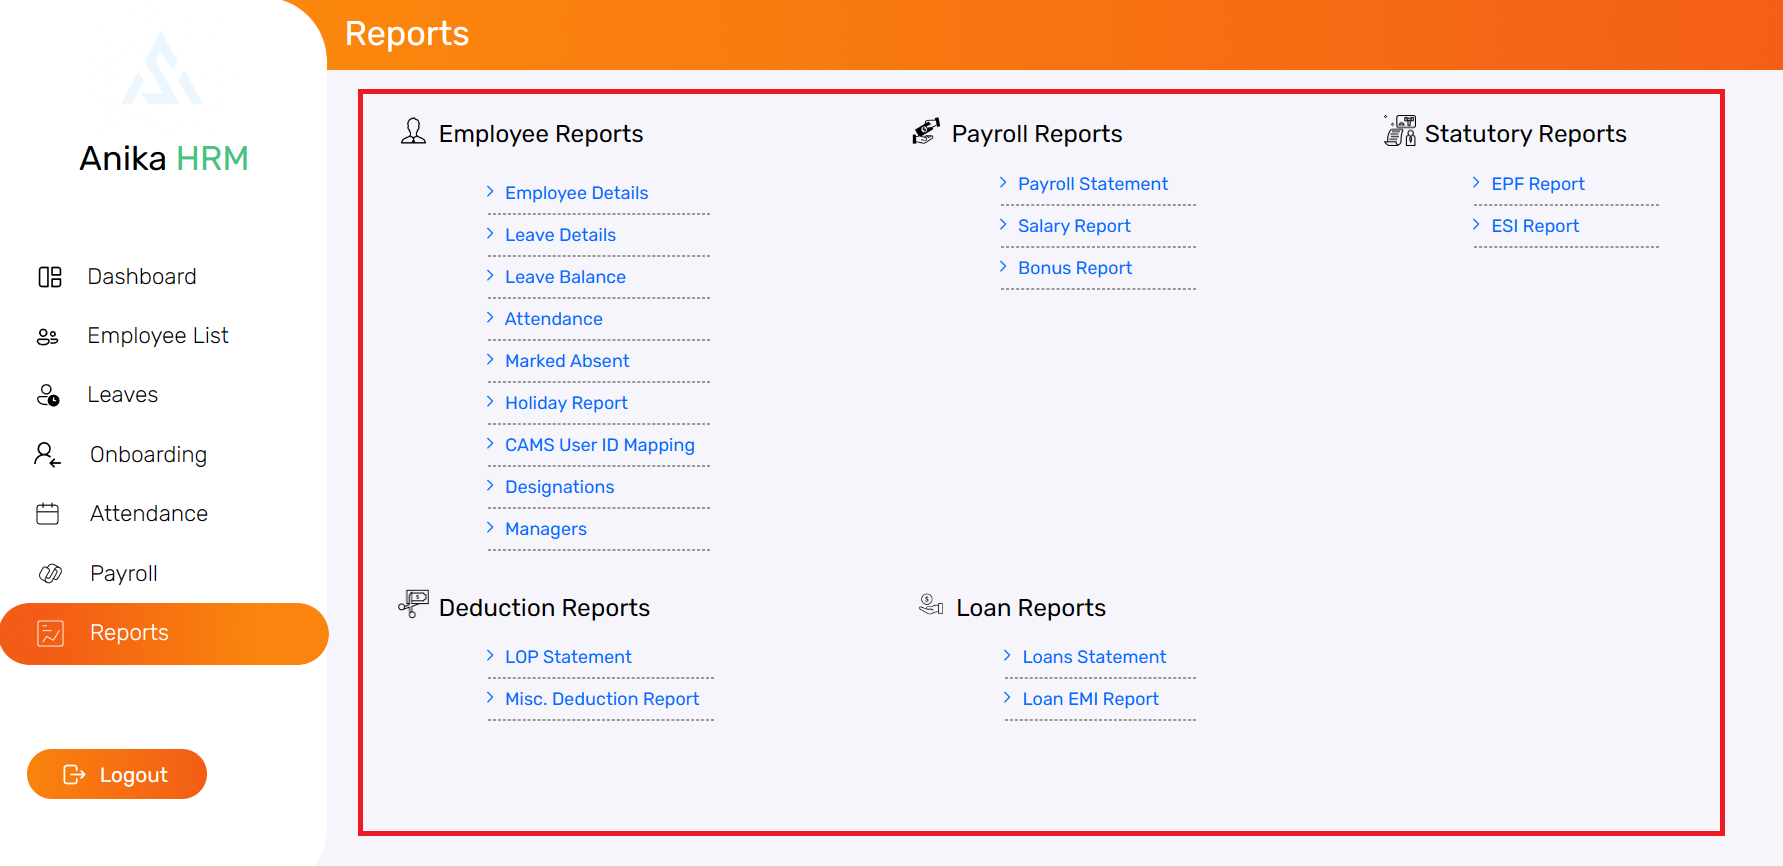 Anika HRM
Dashboard
Employee List
Leaves
Onboarding
Attendance
Payroll
Reports
Logout
Reports
Employee Reports
Employee Details
Leave Details
Leave Balance
Attendance
Marked Absent
Holiday Report
CAMS User ID Mapping
Designations
Managers
Payroll Reports
Payroll Statement
Salary Report
Bonus Report
Statutory Reports
EPF Report
ESI Report
Deduction Reports
LOP Statement
Misc. Deduction Report
Loan Reports
Loans Statement
Loan EMI Report